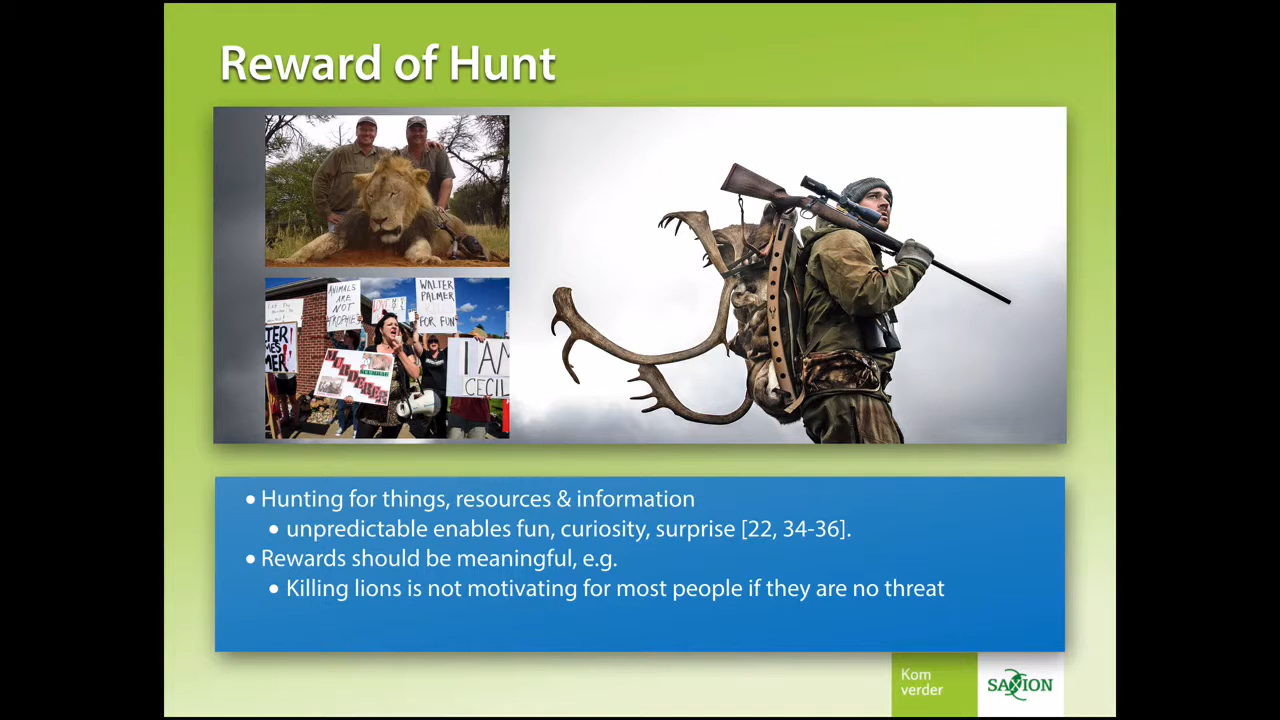 Reward of Hunt
ANIMALS
ARE
NOT
WALTER
PALMER
FOR FUN
MURDERER
I AM
CECIL
• Hunting for things, resources & information
• unpredictable enables fun, curiosity, surprise [22, 34-36].
• Rewards should be meaningful, e.g.
• Killing lions is not motivating for most people if they are no threat
Kom
verder
SAXION